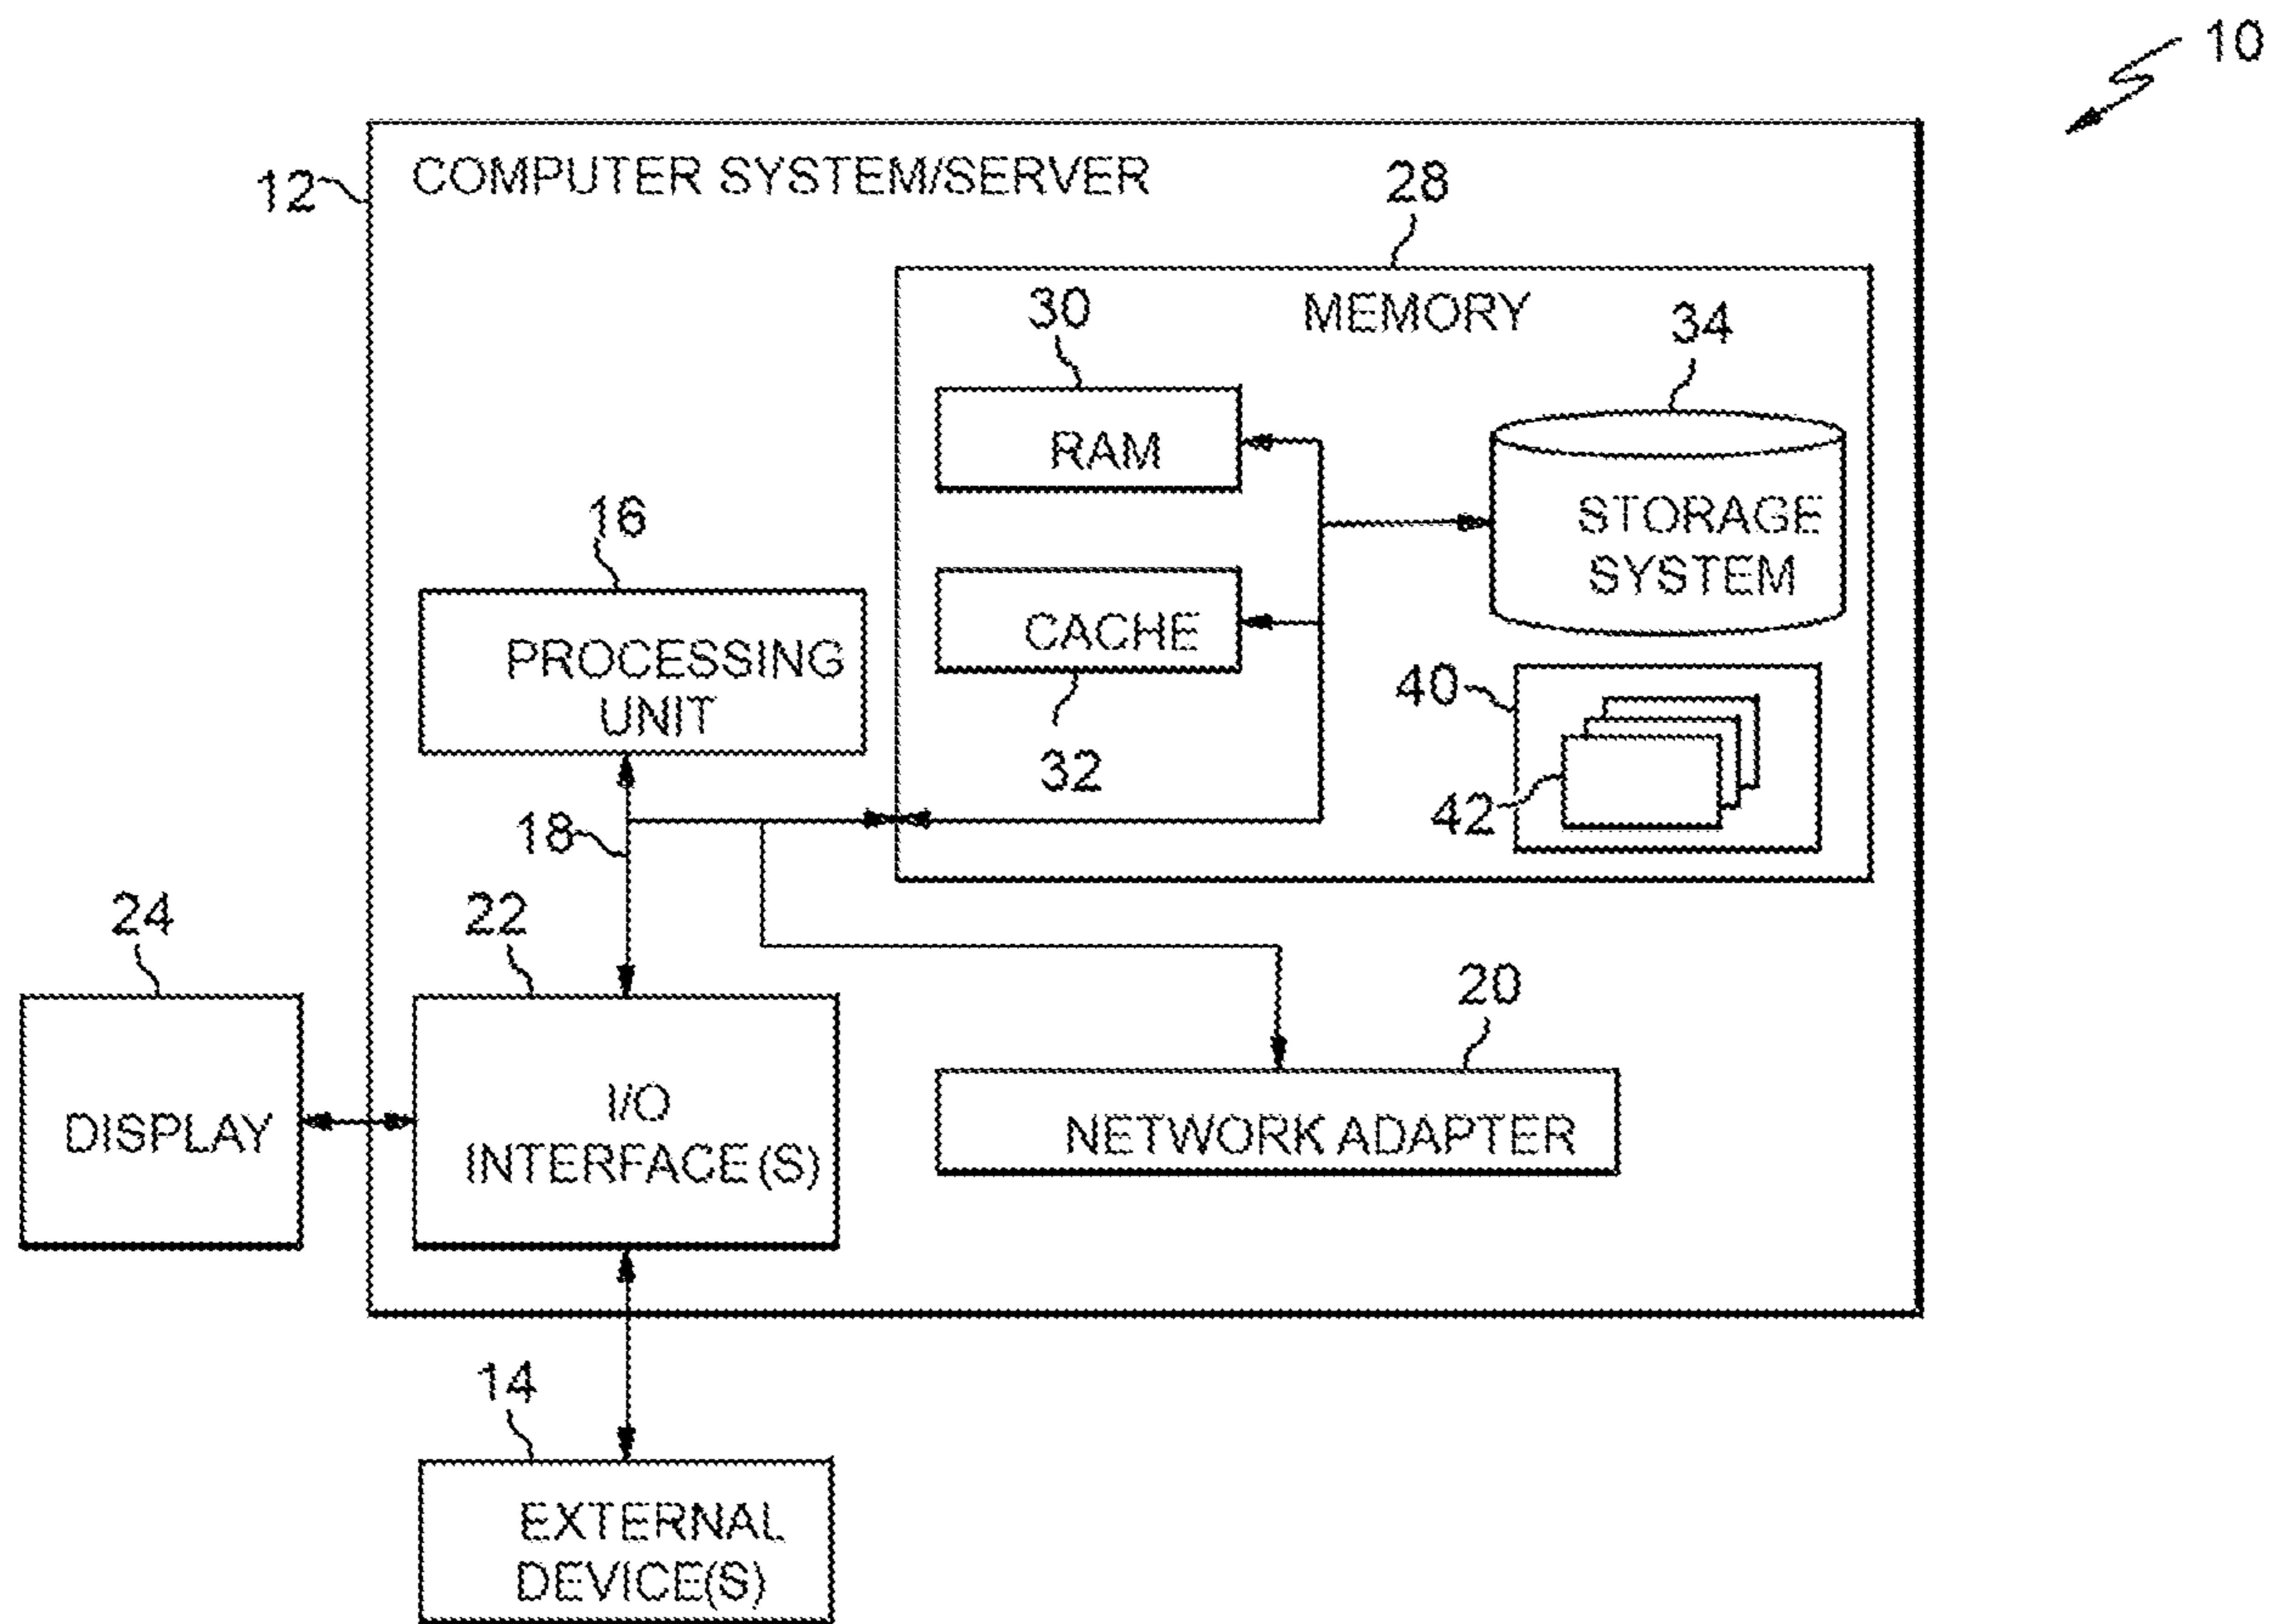 10
12
COMPUTER SYSTEM/SERVER
28
MEMORY
30
34
RAM
STORAGE
SYSTEM
16
PROCESSING
UNIT
CACHE
32
40
42
18
24
22
20
DISPLAY
I/O
INTERFACE(S)
NETWORK ADAPTER
14
EXTERNAL
DEVICE(S)